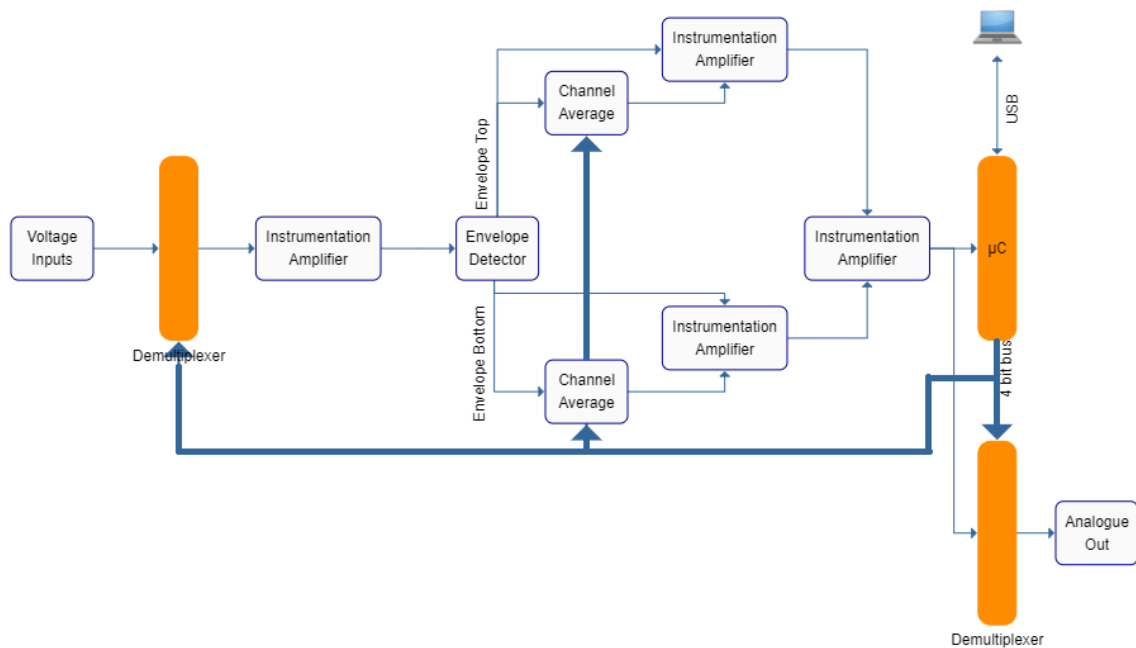 Instrumentation
Amplifier
USB
Channel
Average
Envelope Top
Voltage
Inputs
Instrumentation
Amplifier
Envelope
Detector
Instrumentation
Amplifier
µC
Demultiplexer
Envelope Bottom
Instrumentation
Amplifier
Channel
Average
4 bit bus
Analogue
Out
Demultiplexer